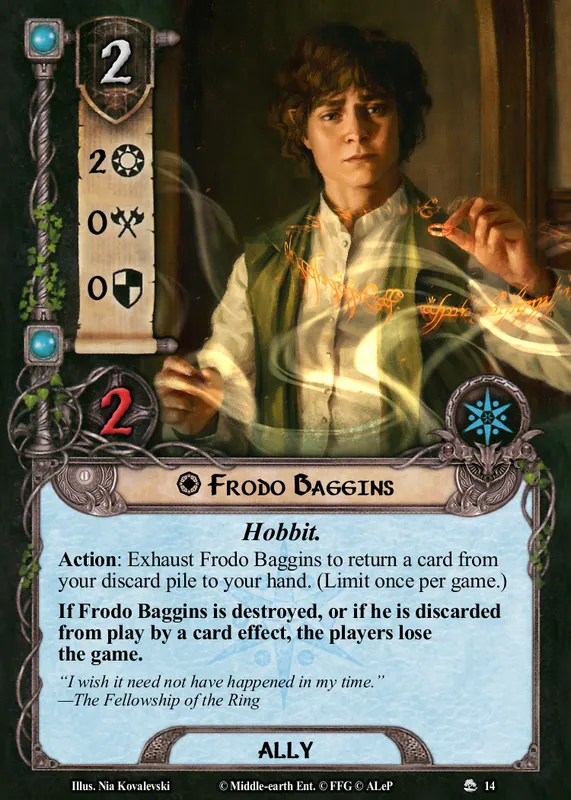 2
2
0
0
2
Frodo Baggins
Hobbit.
Action: Exhaust Frodo Baggins to return a card from
your discard pile to your hand. (Limit once per game.)
If Frodo Baggins is destroyed, or if he is discarded
from play by a card effect, the players lose
the game.
“I wish it need not have happened in my time.”
—The Fellowship of the Ring
ALLY
Illus. Nia Kovalevski
© Middle-earth Ent. © FFG © ALeP
14